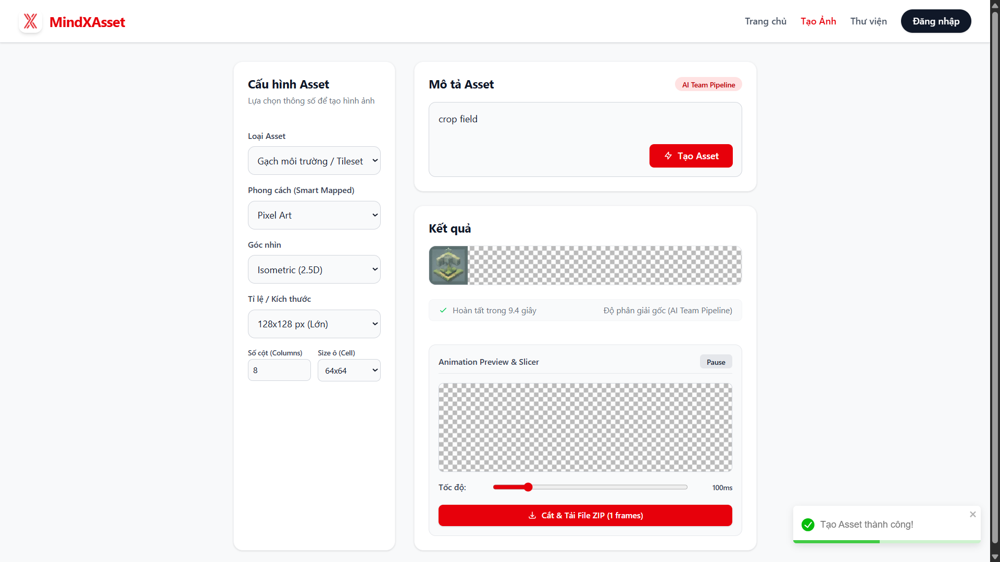 MindXAsset
Trang chủ
Tạo Ảnh
Thư viện
Đăng nhập
Cấu hình Asset
Lựa chọn thông số để tạo hình ảnh
Loại Asset
Gạch môi trường / Tileset
Phong cách (Smart Mapped)
Pixel Art
Góc nhìn
Isometric (2.5D)
Tỉ lệ / Kích thước
128x128 px (Lớn)
Số cột (Columns)
Size ô (Cell)
8
64x64
Mô tả Asset
AI Team Pipeline
crop field
Tạo Asset
Kết quả
Hoàn tất trong 9.4 giây
Độ phân giải gốc (AI Team Pipeline)
Animation Preview & Slicer
Pause
Tốc độ:
100ms
Cắt & Tải File ZIP (1 frames)
Tạo Asset thành công!